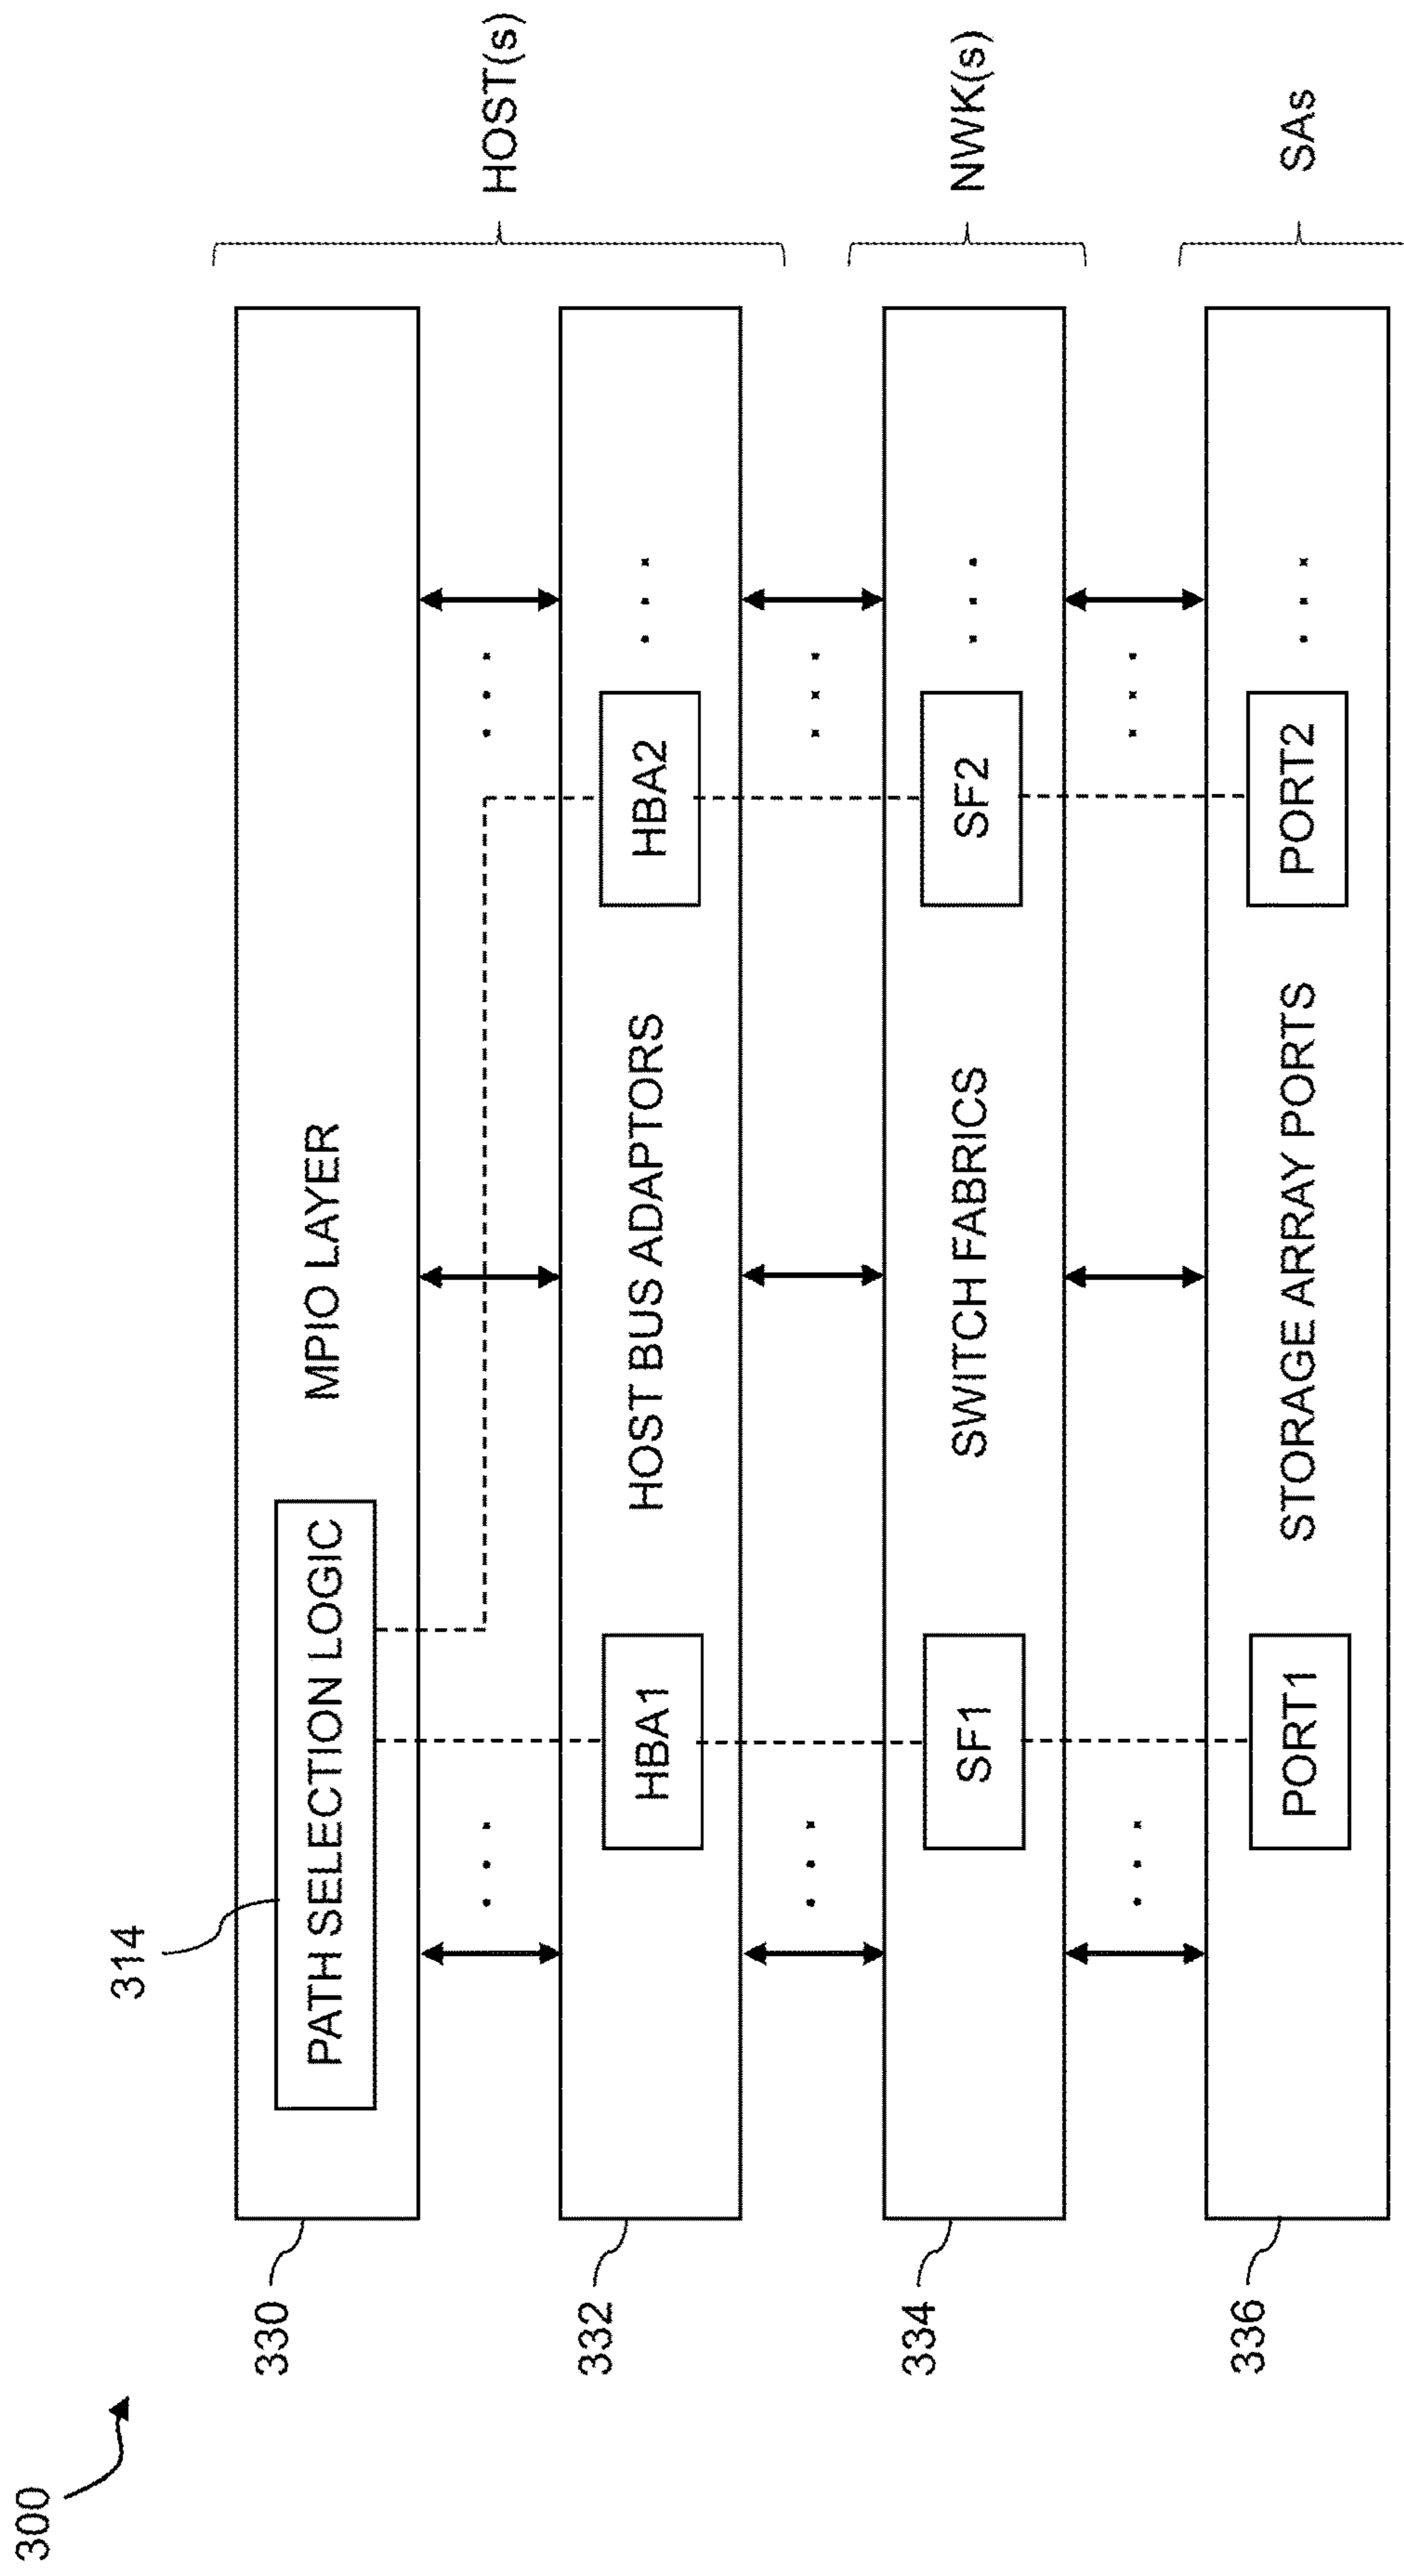 300
314
330
PATH SELECTION LOGIC
MPIO LAYER
HOST(s)
332
HBA1
HOST BUS ADAPTORS
HBA2
334
SF1
SWITCH FABRICS
SF2
NWK(s)
336
PORT1
STORAGE ARRAY PORTS
PORT2
SAs